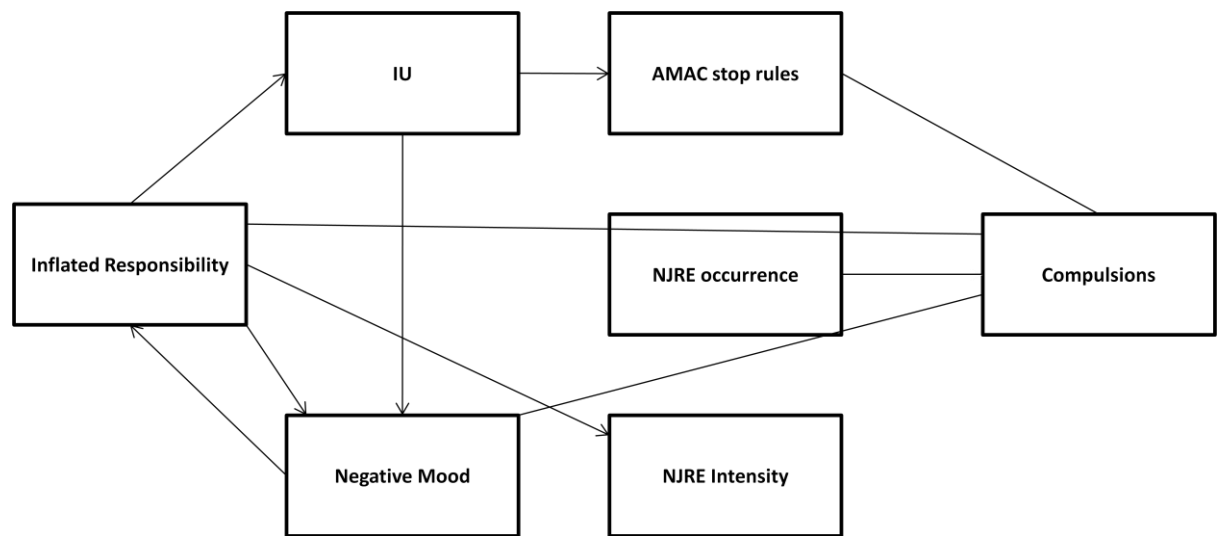 IU
AMAC stop rules
Inflated Responsibility
NJRE occurrence
Compulsions
Negative Mood
NJRE Intensity